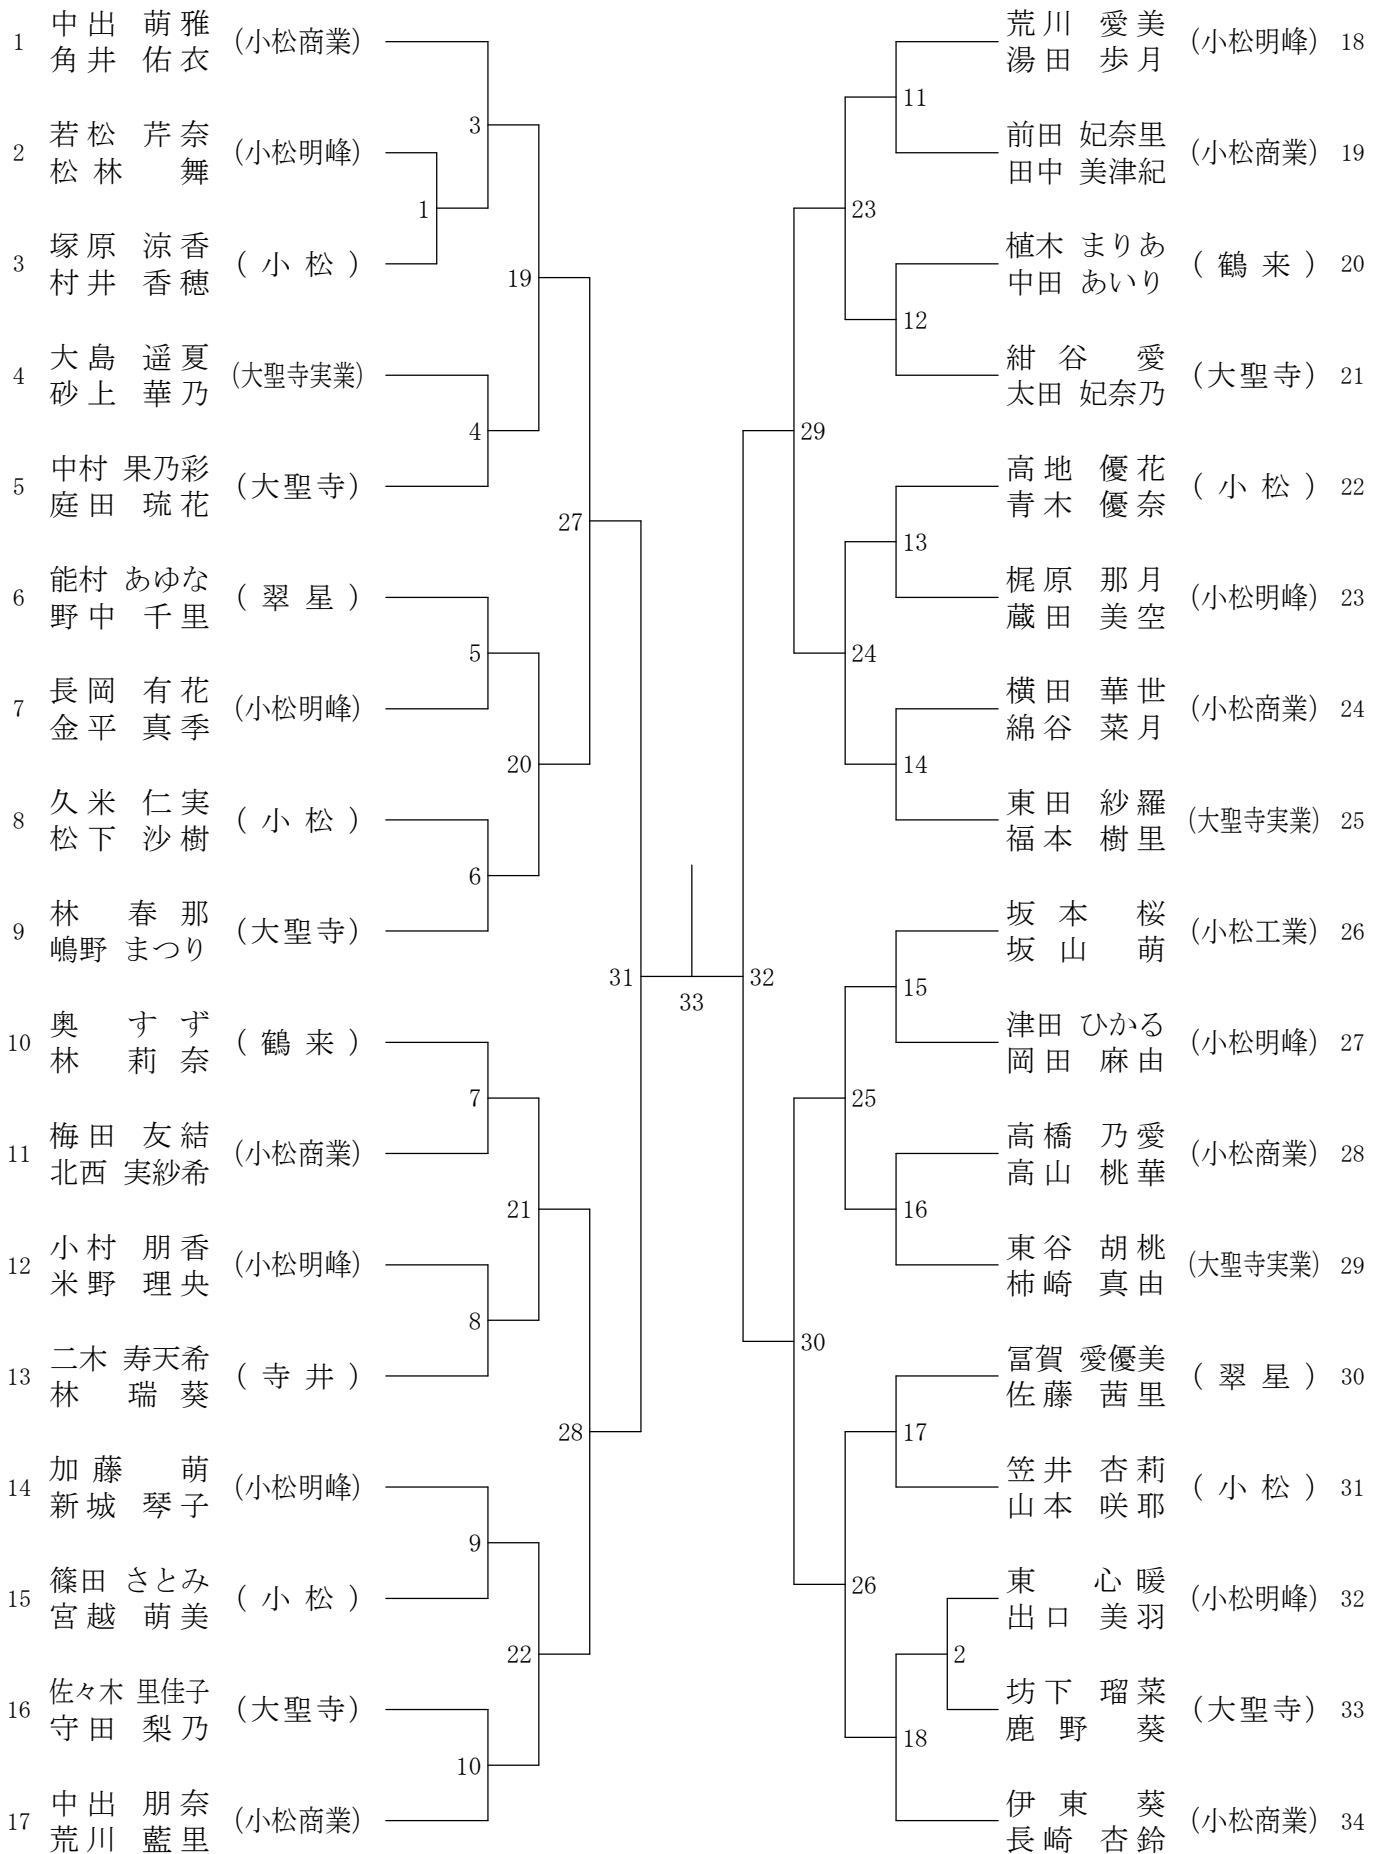 1 中出 萌雅 (小松商業)
角井 佑衣
2 若松 芹奈 (小松明峰)
松林 舞
3 塚原 涼香 (小松)
村井 香穂
4 大島 遥夏 (大聖寺実業)
砂上 華乃
5 中村 果乃彩 (大聖寺)
庭田 琉花
6 能村 あゆな (翠星)
野中 千里
7 長岡 有花 (小松明峰)
金平 真季
8 久米 仁実 (小松)
松下 沙樹
9 林 春那 (大聖寺)
嶋野 まつり
10 奥 すず (鶴来)
林 莉奈
11 梅田 友結 (小松商業)
北西 実紗希
12 小村 朋香 (小松明峰)
米野 理央
13 二木 寿天希 (寺井)
林 瑞葵
14 加藤 萌 (小松明峰)
新城 琴子
15 篠田 さとみ (小松)
宮越 萌美
16 佐々木 里佳子 (大聖寺)
守田 梨乃
17 中出 朋奈 (小松商業)
荒川 藍里
1
3
4
5
6
7
8
9
10
19
20
21
22
27
28
31
33
32
29
30
23
24
25
26
11
12
13
14
15
16
17
2
18
荒川 愛美 (小松明峰) 18
湯田 歩月
前田 妃奈里 (小松商業) 19
田中 美津紀
植木 まりあ (鶴来) 20
中田 あいり
紺谷 愛 (大聖寺) 21
太田 妃奈乃
高地 優花 (小松) 22
青木 優奈
梶原 那月 (小松明峰) 23
蔵田 美空
横田 華世 (小松商業) 24
綿谷 菜月
東田 紗羅 (大聖寺実業) 25
福本 樹里
坂本 桜 (小松工業) 26
坂山 萌
津田 ひかる (小松明峰) 27
岡田 麻由
高橋 乃愛 (小松商業) 28
高山 桃華
東谷 胡桃 (大聖寺実業) 29
柿崎 真由
冨賀 愛優美 (翠星) 30
佐藤 茜里
笠井 杏莉 (小松) 31
山本 咲耶
東 心暖 (小松明峰) 32
出口 美羽
坊下 瑠菜 (大聖寺) 33
鹿野 葵
伊東 葵 (小松商業) 34
長崎 杏鈴